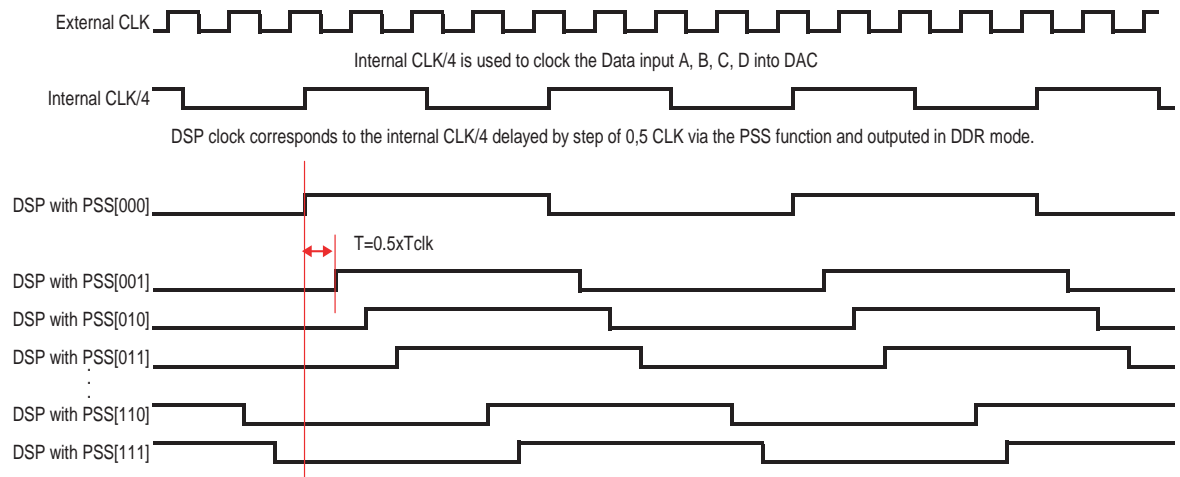 External CLK
Internal CLK/4 is used to clock the Data input A, B, C, D into DAC
Internal CLK/4
DSP clock corresponds to the internal CLK/4 delayed by step of 0,5 CLK via the PSS function and outputed in DDR mode.
DSP with PSS[000]
T=0.5xTclk
DSP with PSS[001]
DSP with PSS[010]
DSP with PSS[011]
.
.
.
DSP with PSS[110]
DSP with PSS[111]